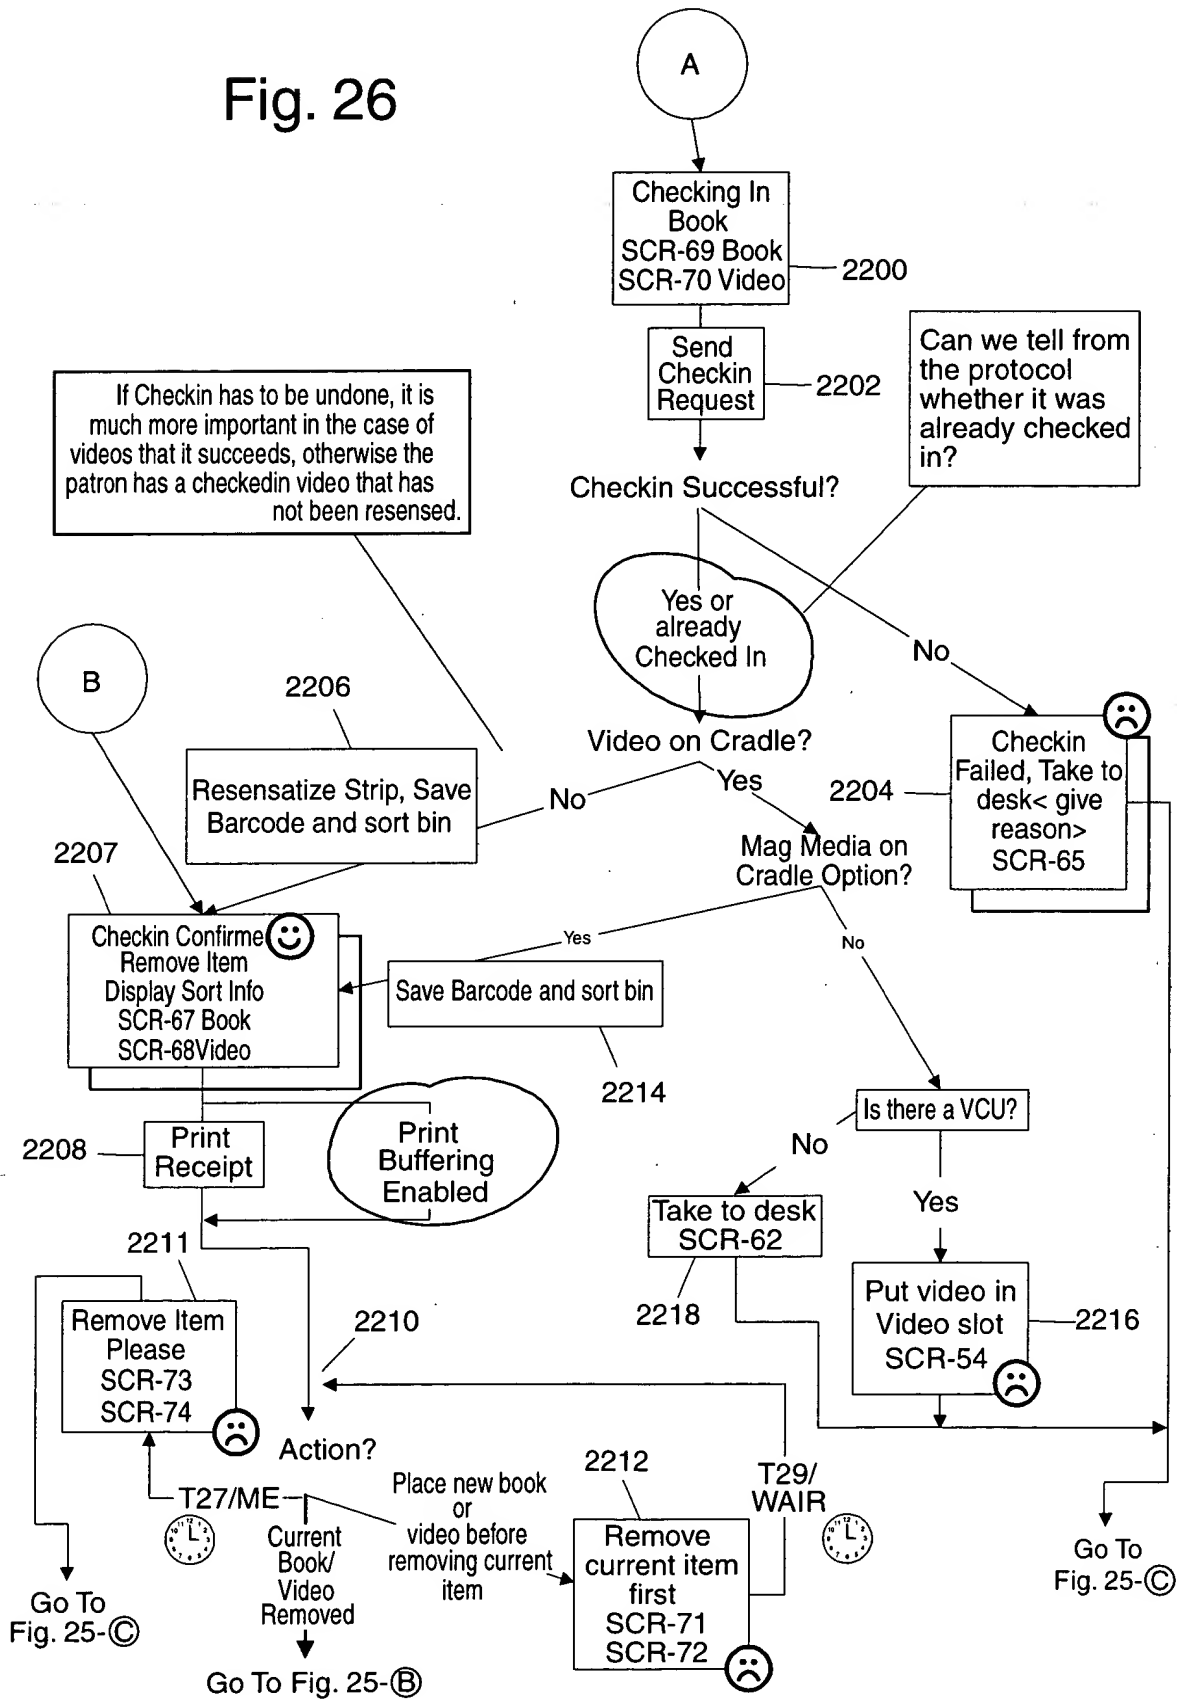 Fig. 26
A
Checking In
Book
SCR-69 Book
SCR-70 Video
2200
Send
Checkin
Request
2202
Can we tell from
the protocol
whether it was
already checked
in?
If Checkin has to be undone, it is
much more important in the case of
videos that it succeeds, otherwise the
patron has a checkedin video that has
not been resensed.
Checkin Successful?
Yes or
already
Checked In
No
B
2206
Video on Cradle?
Resensatize Strip, Save
Barcode and sort bin
No
Yes
2204
Checkin
Failed, Take to
desk< give
reason>
SCR-65
2207
Mag Media on
Cradle Option?
Checkin Confirme
Remove Item
Display Sort Info
SCR-67 Book
SCR-68Video
Yes
No
Save Barcode and sort bin
2214
Is there a VCU?
2208
Print
Receipt
Print
Buffering
Enabled
No
Yes
Take to desk
SCR-62
2218
2211
Remove Item
Please
SCR-73
SCR-74
2210
Put video in
Video slot
SCR-54
2216
Action?
T27/ME
Current
Book/
Video
Removed
Place new book
or
video before
removing current
item
2212
Remove
current item
first
SCR-71
SCR-72
T29/
WAIR
Go To
Fig. 25-C
Go To Fig. 25-B
Go To
Fig. 25-C